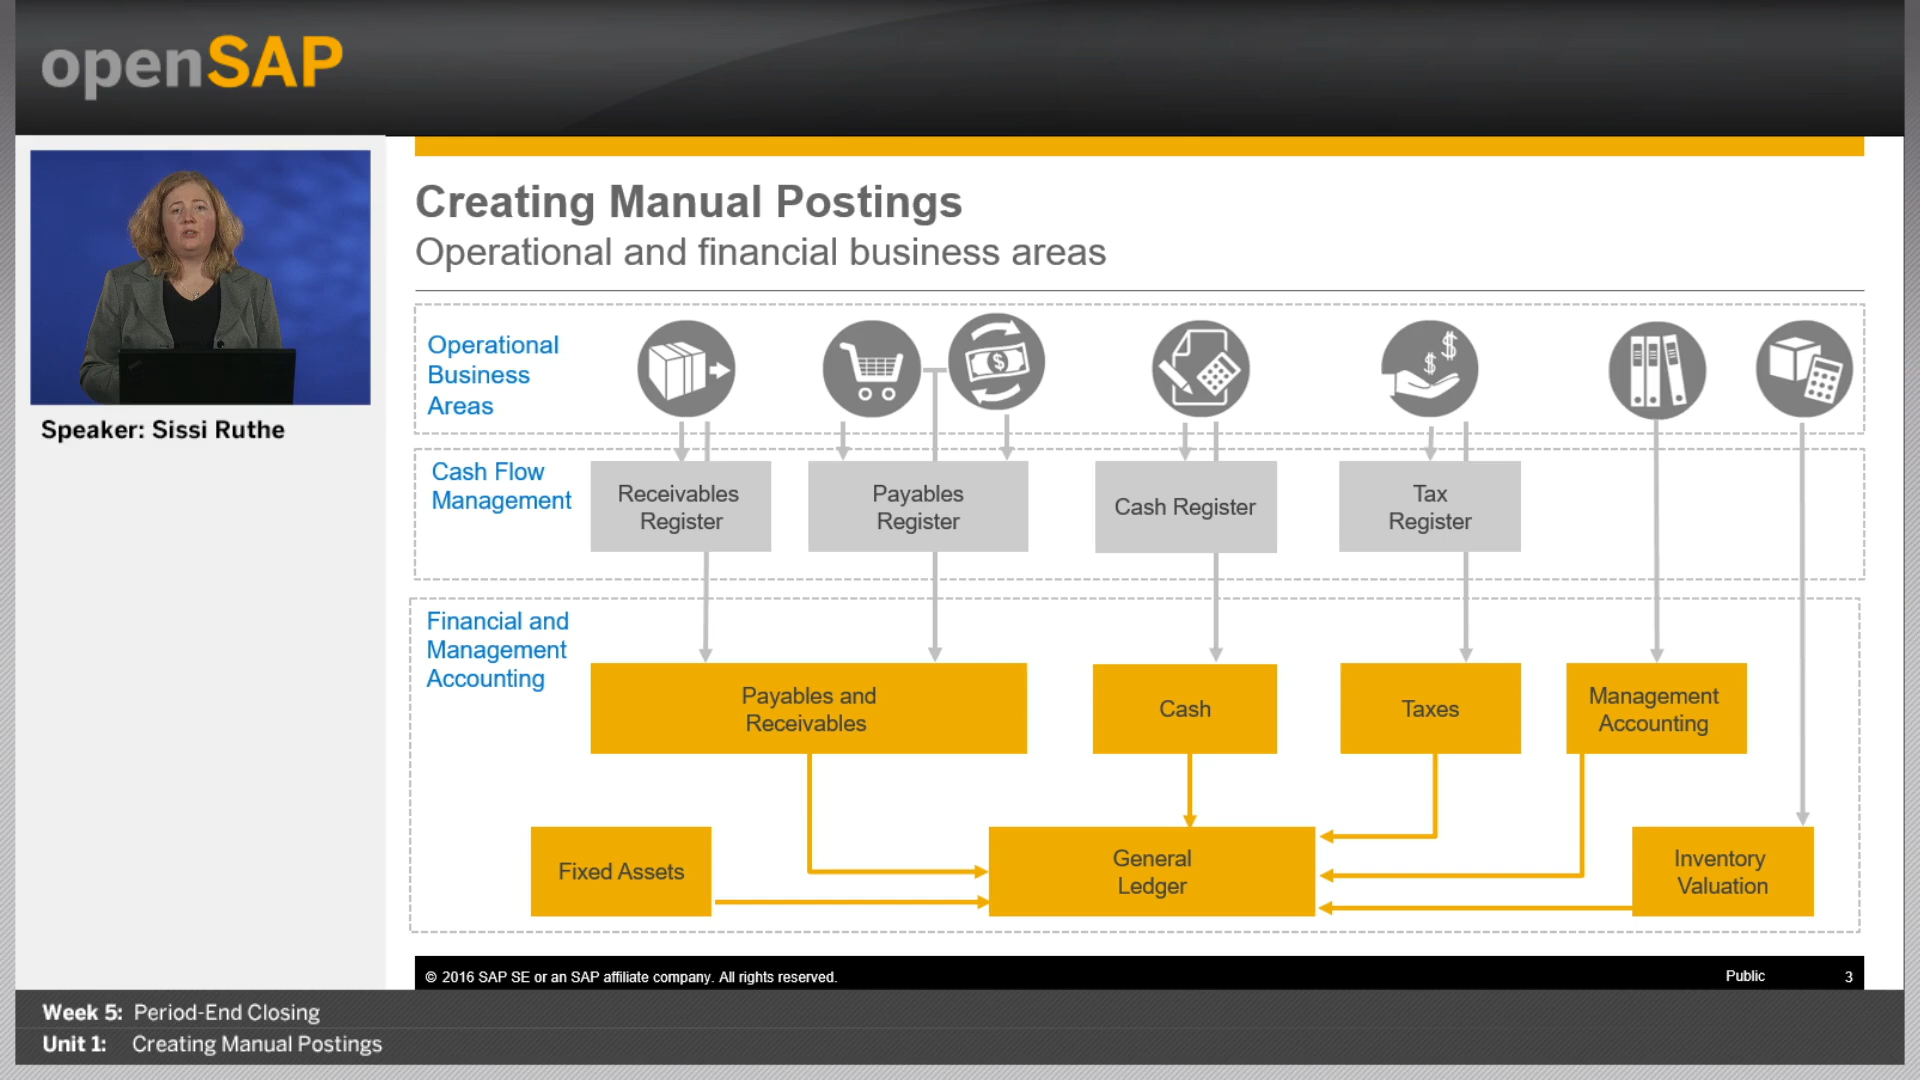 openSAP
Speaker: Sissi Ruthe
Creating Manual Postings
Operational and financial business areas
Operational
Business
Areas
$
$
$
Cash Flow
Management
Receivables
Register
Payables
Register
Cash Register
Tax
Register
Financial and
Management
Accounting
Payables and
Receivables
Cash
Taxes
Management
Accounting
Fixed Assets
General
Ledger
Inventory
Valuation
© 2016 SAP SE or an SAP affiliate company. All rights reserved.
Public
3
Week 5: Period-End Closing
Unit 1: Creating Manual Postings